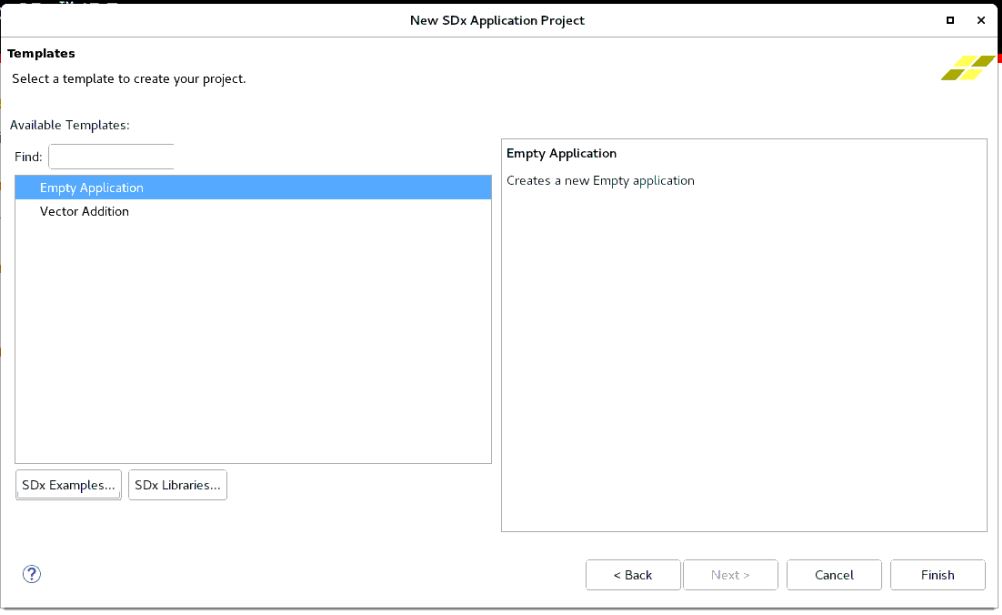 New SDx Application Project
Templates
Select a template to create your project.
Available Templates:
Find:
Empty Application
Vector Addition
Empty Application
Creates a new Empty application
SDx Examples...
SDx Libraries...
?
< Back
Next >
Cancel
Finish